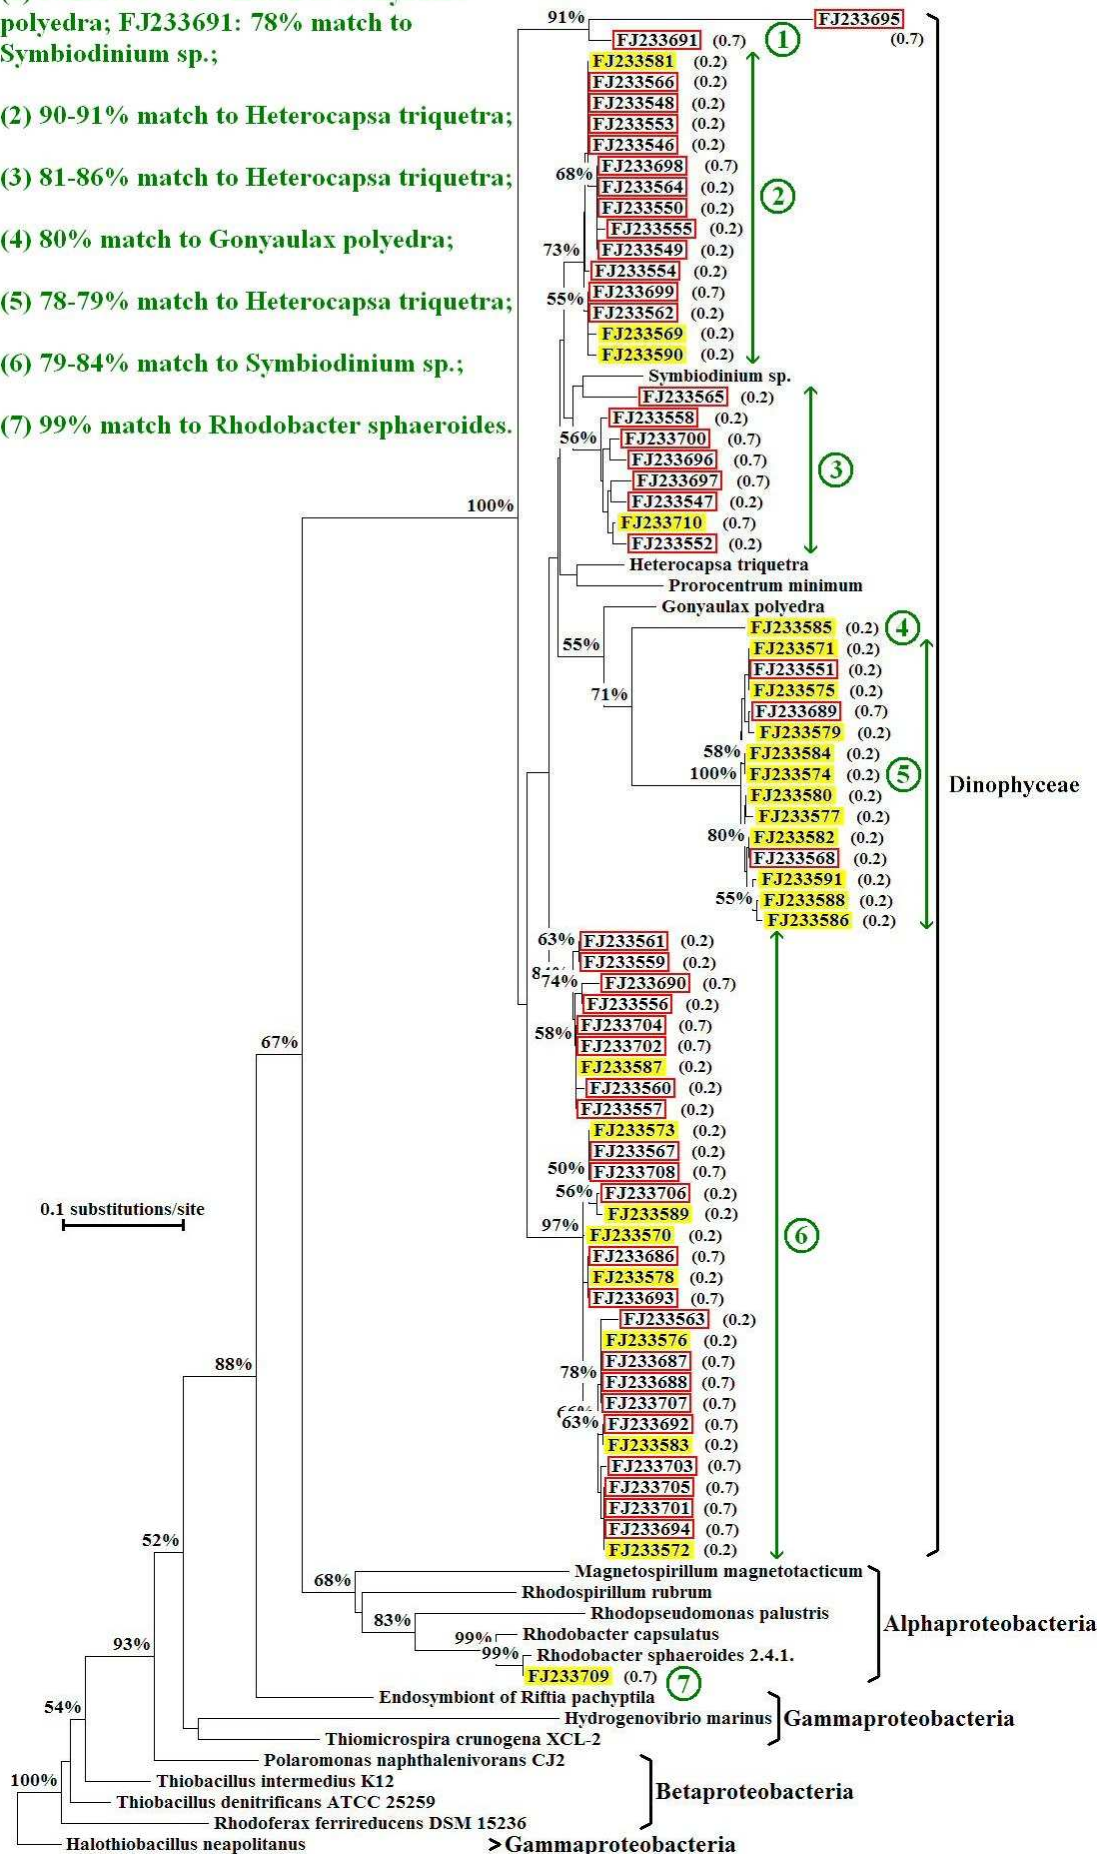 polyedra; FJ233691: 78% match to
Symbiodinium sp.;
(2) 90-91% match to Heterocapsa triquetra;
(3) 81-86% match to Heterocapsa triquetra;
(4) 80% match to Gonyaulax polyedra;
(5) 78-79% match to Heterocapsa triquetra;
(6) 79-84% match to Symbiodinium sp.;
(7) 99% match to Rhodobacter sphaeroides.
91%
FJ233695
(0.7)
FJ233691 (0.7)
1
FJ233581 (0.2)
FJ233566 (0.2)
FJ233548 (0.2)
FJ233553 (0.2)
FJ233546 (0.2)
68%
FJ233698 (0.7)
FJ233564 (0.2)
2
FJ233550 (0.2)
FJ233555 (0.2)
73%
FJ233549 (0.2)
FJ233554 (0.2)
55%
FJ233699 (0.7)
FJ233562 (0.2)
FJ233569 (0.2)
FJ233590 (0.2)
Symbiodinium sp.
FJ233565 (0.2)
FJ233558 (0.2)
56%
FJ233700 (0.7)
FJ233696 (0.7)
3
FJ233697 (0.7)
FJ233547 (0.2)
100%
FJ233710 (0.7)
FJ233552 (0.2)
Heterocapsa triquetra
Prorocentrum minimum
Gonyaulax polyedra
FJ233585 (0.2)
4
55%
FJ233571 (0.2)
FJ233551 (0.2)
71%
FJ233575 (0.2)
FJ233689 (0.7)
FJ233579 (0.2)
58%
FJ233584 (0.2)
100%
FJ233574 (0.2)
5
Dinophyceae
FJ233580 (0.2)
FJ233577 (0.2)
80%
FJ233582 (0.2)
FJ233568 (0.2)
FJ233591 (0.2)
55%
FJ233588 (0.2)
FJ233586 (0.2)
63%
FJ233561 (0.2)
FJ233559 (0.2)
74%
FJ233690 (0.7)
FJ233556 (0.2)
58%
FJ233704 (0.7)
FJ233702 (0.7)
67%
FJ233587 (0.2)
FJ233560 (0.2)
FJ233557 (0.2)
FJ233573 (0.2)
FJ233567 (0.2)
50%
FJ233708 (0.7)
56%
FJ233706 (0.2)
0.1 substitutions/site
FJ233589 (0.2)
97%
FJ233570 (0.2)
6
FJ233686 (0.7)
FJ233578 (0.2)
FJ233693 (0.7)
FJ233563 (0.2)
FJ233576 (0.2)
88%
78%
FJ233687 (0.7)
FJ233688 (0.7)
FJ233707 (0.7)
63%
FJ233692 (0.7)
FJ233583 (0.2)
FJ233703 (0.7)
FJ233705 (0.7)
FJ233701 (0.7)
FJ233694 (0.7)
52%
FJ233572 (0.2)
68%
Magnetospirillum magnetotacticum
Rhodospirillum rubrum
83%
Rhodopseudomonas palustris
Alphaproteobacteria
99%
Rhodobacter capsulatus
93%
99%
Rhodobacter sphaeroides 2.4.1.
FJ233709 (0.7)
7
Endosymbiont of Riftia pachyptila
54%
Hydrogenovibrio marinus
Gammaproteobacteria
Thiomicrospira crunogena XCL-2
Polaromonas naphthalenivorans CJ2
100%
Thiobacillus intermedius K12
Betaproteobacteria
Thiobacillus denitrificans ATCC 25259
Rhodoferax ferrireducens DSM 15236
Halothiobacillus neapolitanus
>Gammaproteobacteria